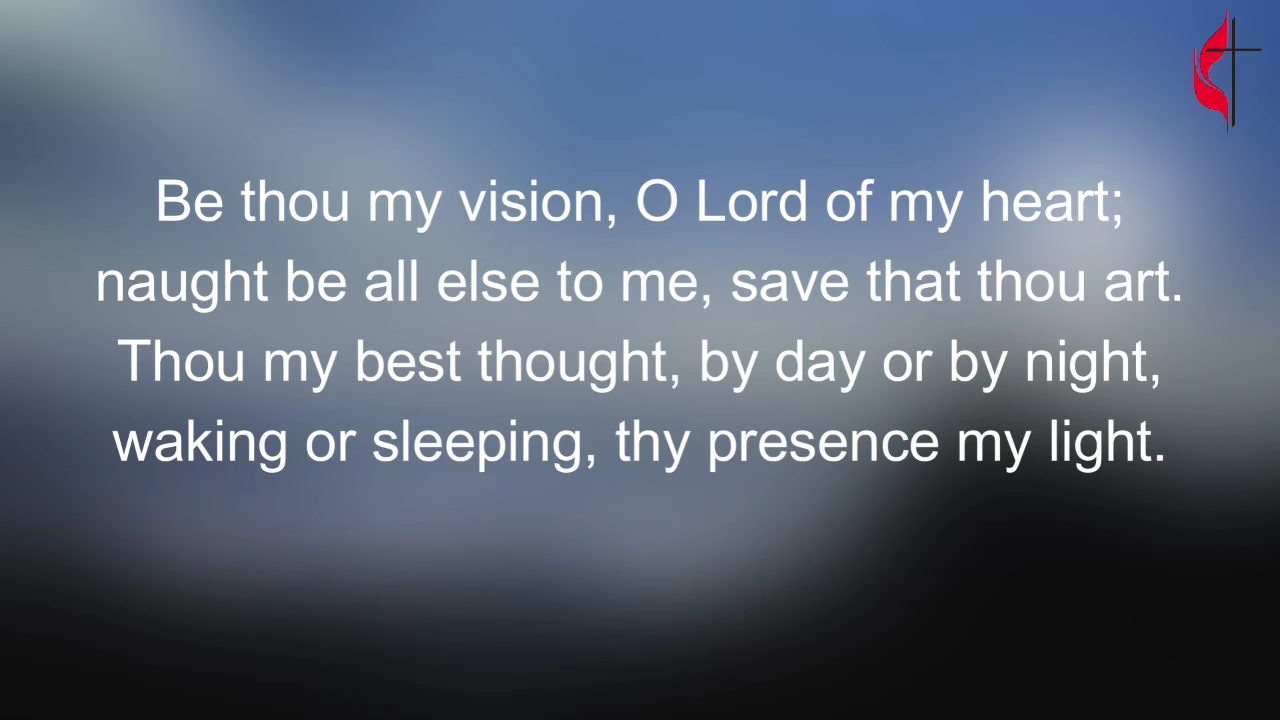 Be thou my vision, O Lord of my heart;
naught be all else to me, save that thou art.
Thou my best thought, by day or by night,
waking or sleeping, thy presence my light.